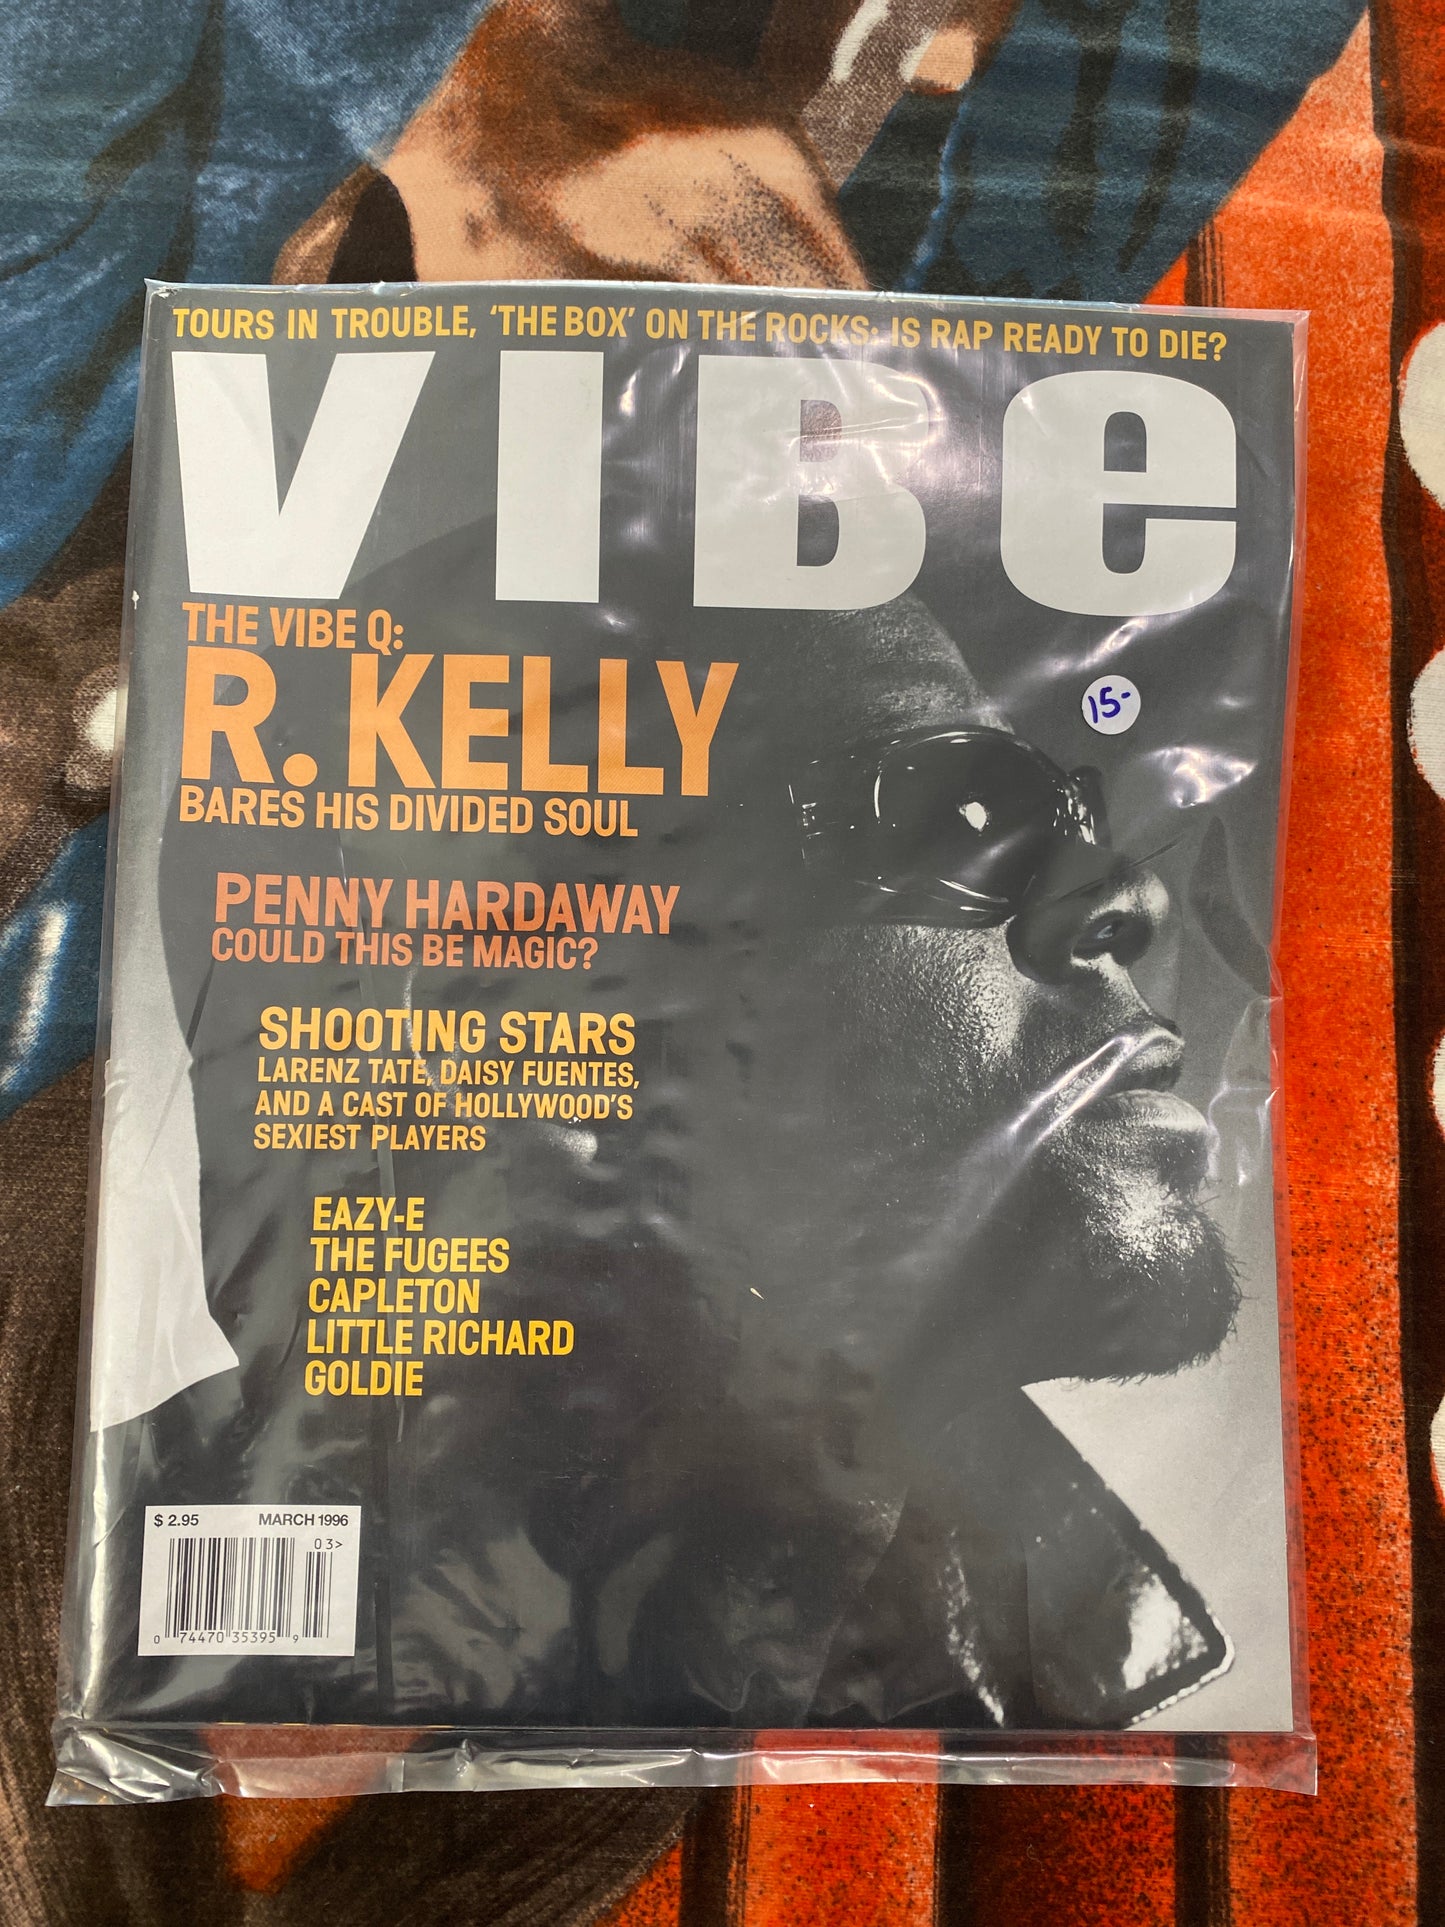 TOURS IN TROUBLE, 'THE BOX' ON THE ROCKS: IS RAP READY TO DIE?
VIBe
THE VIBE Q:
R. KELLY
BARES HIS DIVIDED SOUL
15-
PENNY HARDAWAY
COULD THIS BE MAGIC?
SHOOTING STARS
LARENZ TATE, DAISY FUENTES,
AND A CAST OF HOLLYWOOD'S
SEXIEST PLAYERS
EAZY-E
THE FUGEES
CAPLETON
LITTLE RICHARD
GOLDIE
$ 2.95 MARCH 1996
03>
0 74470 35395 9